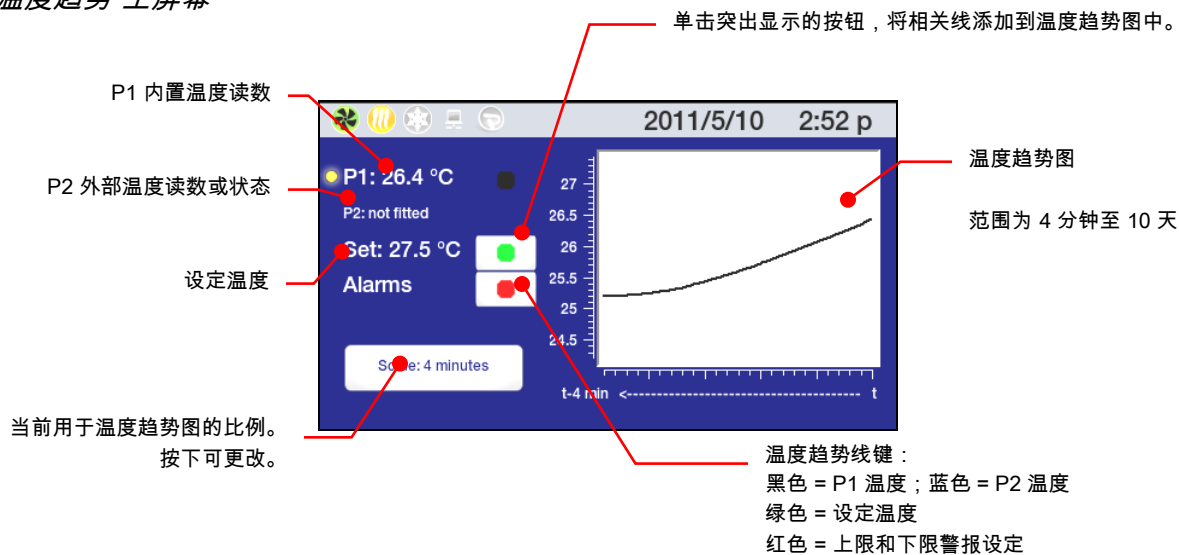 温度趋势 主屏幕
单击突出显示的按钮，将相关线添加到温度趋势图中。
P1 内置温度读数
P2 外部温度读数或状态
设定温度
当前用于温度趋势图的比例。
按下可更改。
2011/5/10 2:52 p
P1: 26.4 °C
P2: not fitted
Set: 27.5 °C
Alarms
Scale: 4 minutes
27
26.5
26
25.5
25
24.5
t-4 min <------------------------------------------ t
温度趋势图
范围为 4 分钟至 10 天
温度趋势线键：
黑色 = P1 温度；蓝色 = P2 温度
绿色 = 设定温度
红色 = 上限和下限警报设定